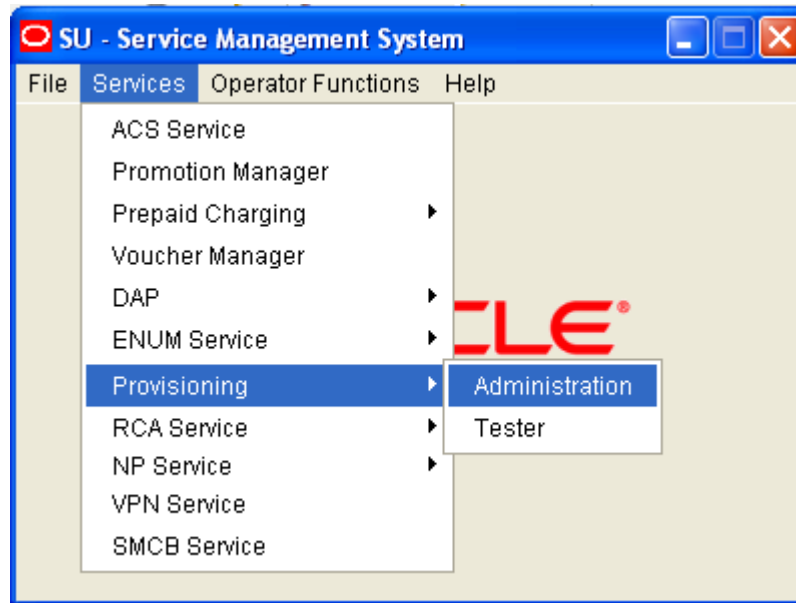 SU - Service Management System
File Services Operator Functions Help
ACS Service
Promotion Manager
Prepaid Charging
Voucher Manager
DAP
ENUM Service
CLE®
Provisioning
Administration
RCA Service
Tester
NP Service
VPN Service
SMCB Service